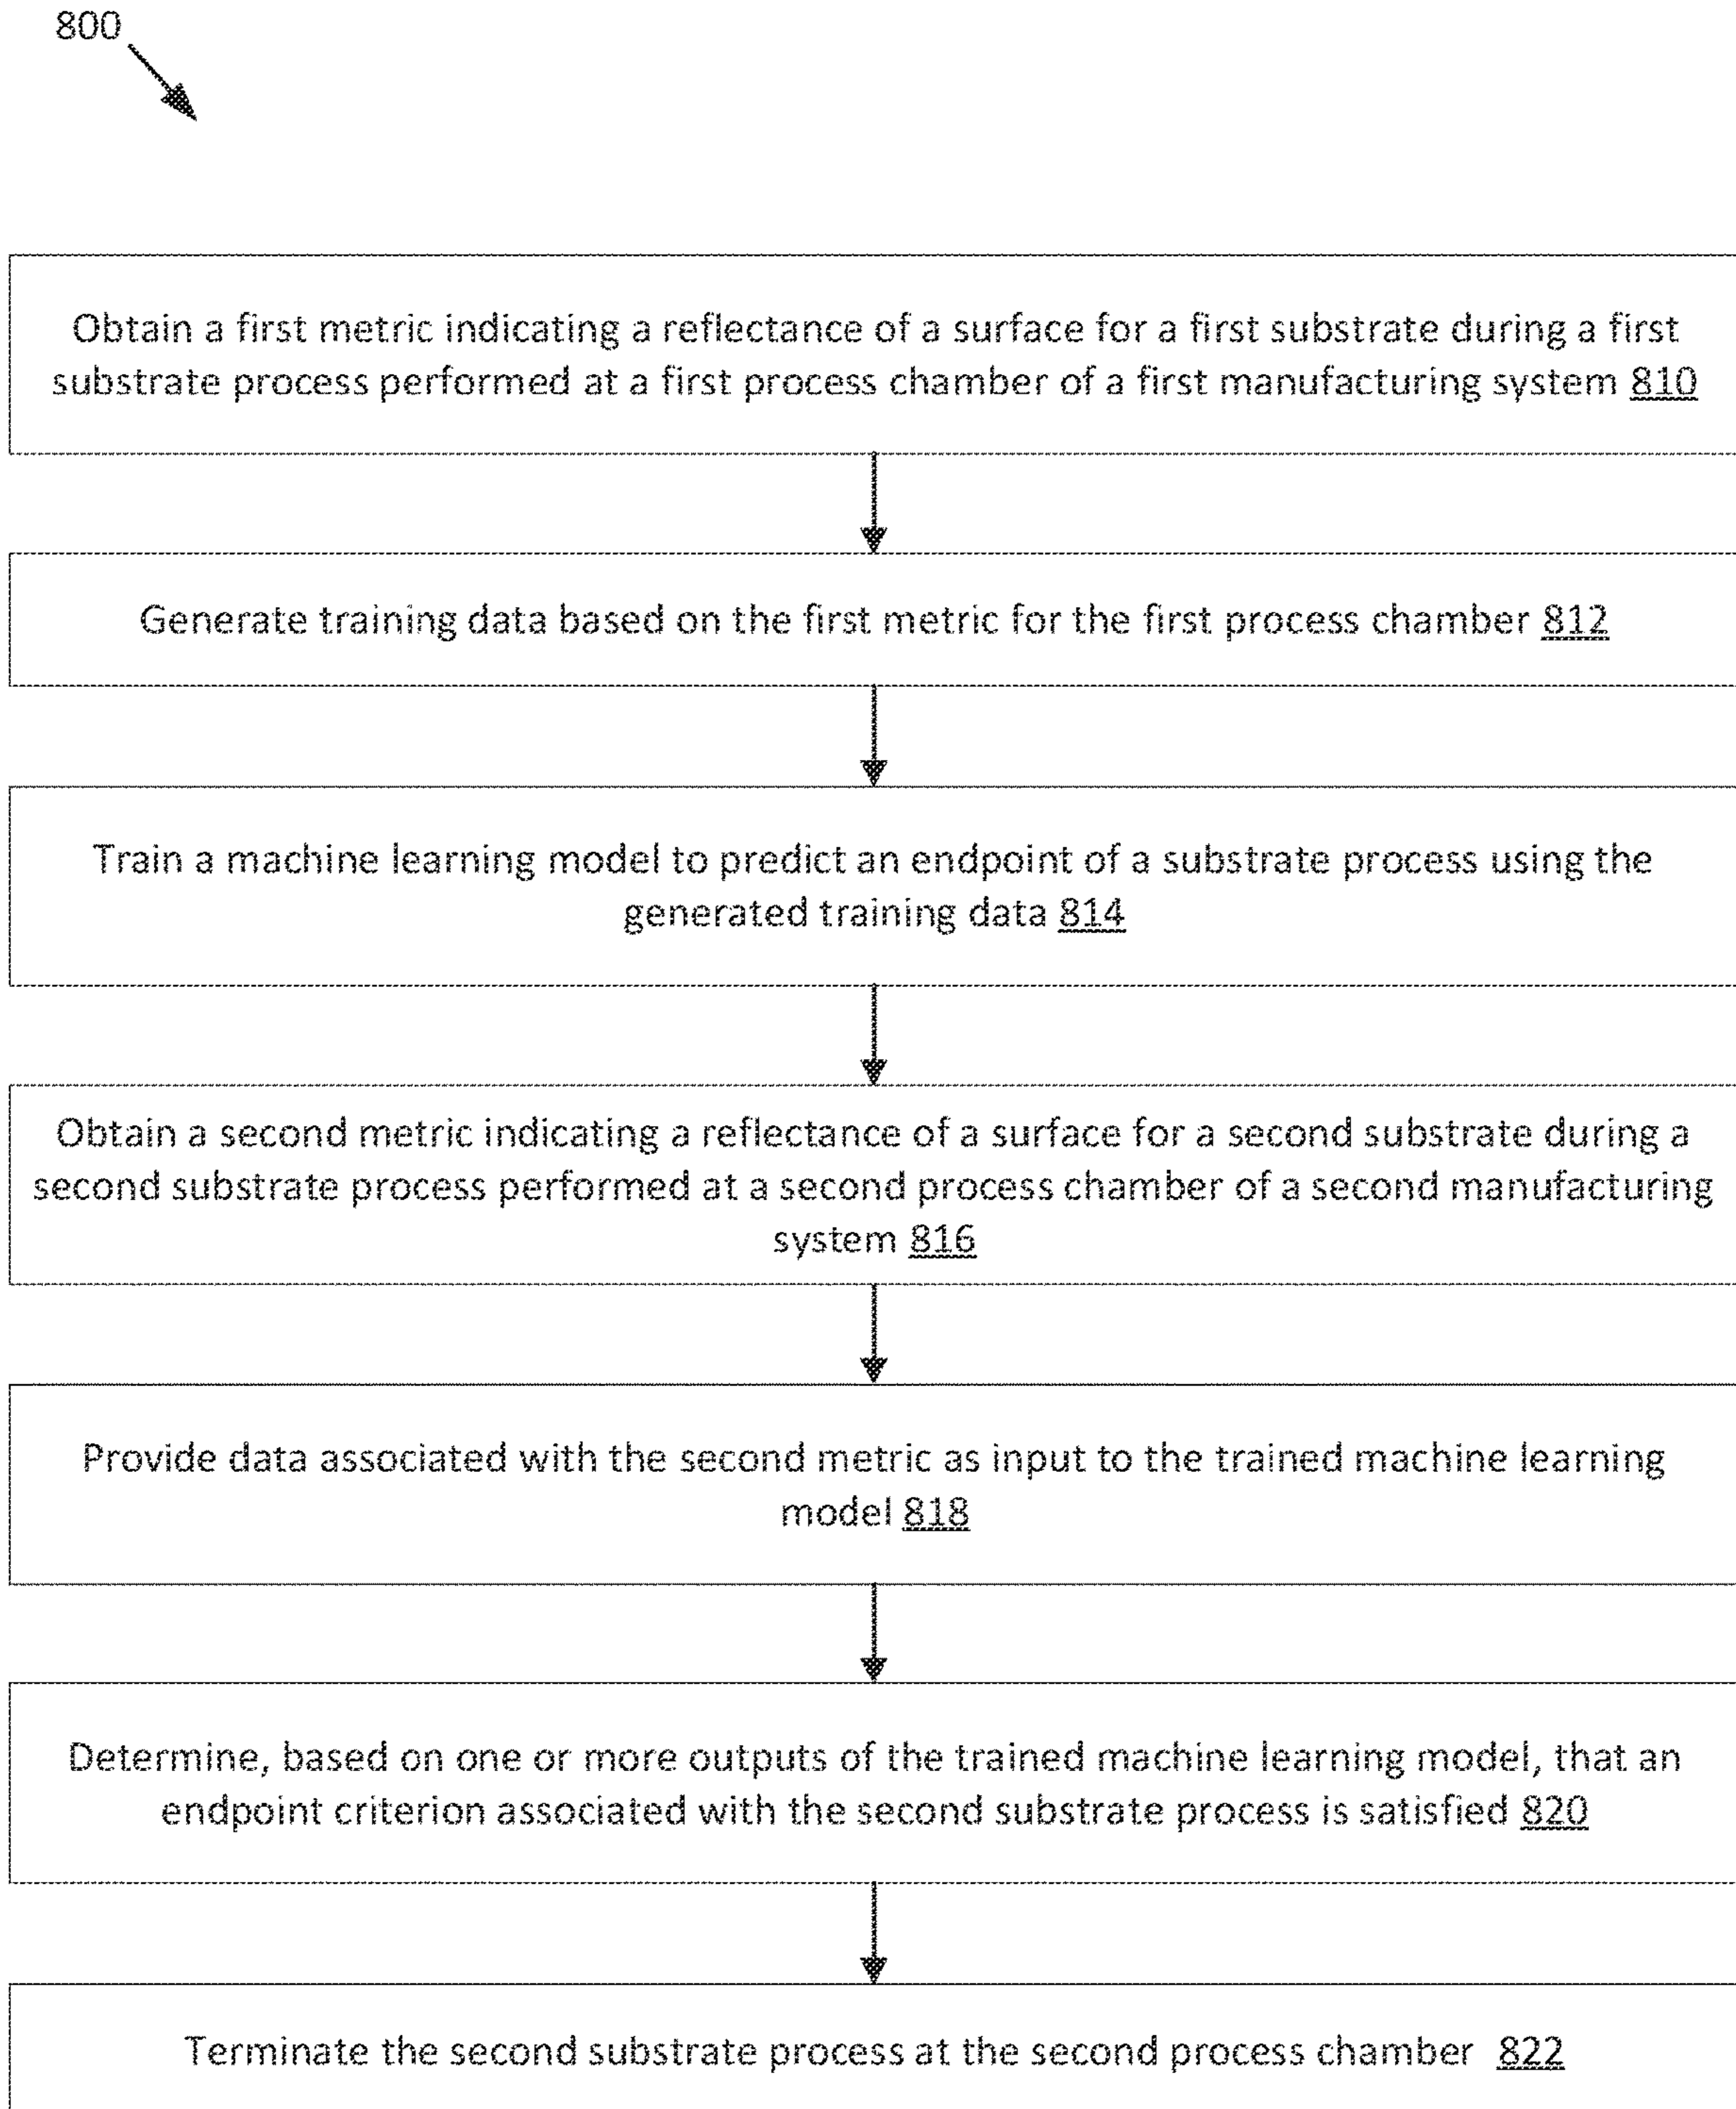 800
Obtain a first metric indicating a reflectance of a surface for a first substrate during a first
substrate process performed at a first process chamber of a first manufacturing system 810
Generate training data based on the first metric for the first process chamber 812
Train a machine learning model to predict an endpoint of a substrate process using the
generated training data 814
Obtain a second metric indicating a reflectance of a surface for a second substrate during a
second substrate process performed at a second process chamber of a second manufacturing
system 816
Provide data associated with the second metric as input to the trained machine learning
model 818
Determine, based on one or more outputs of the trained machine learning model, that an
endpoint criterion associated with the second substrate process is satisfied 820
Terminate the second substrate process at the second process chamber 822